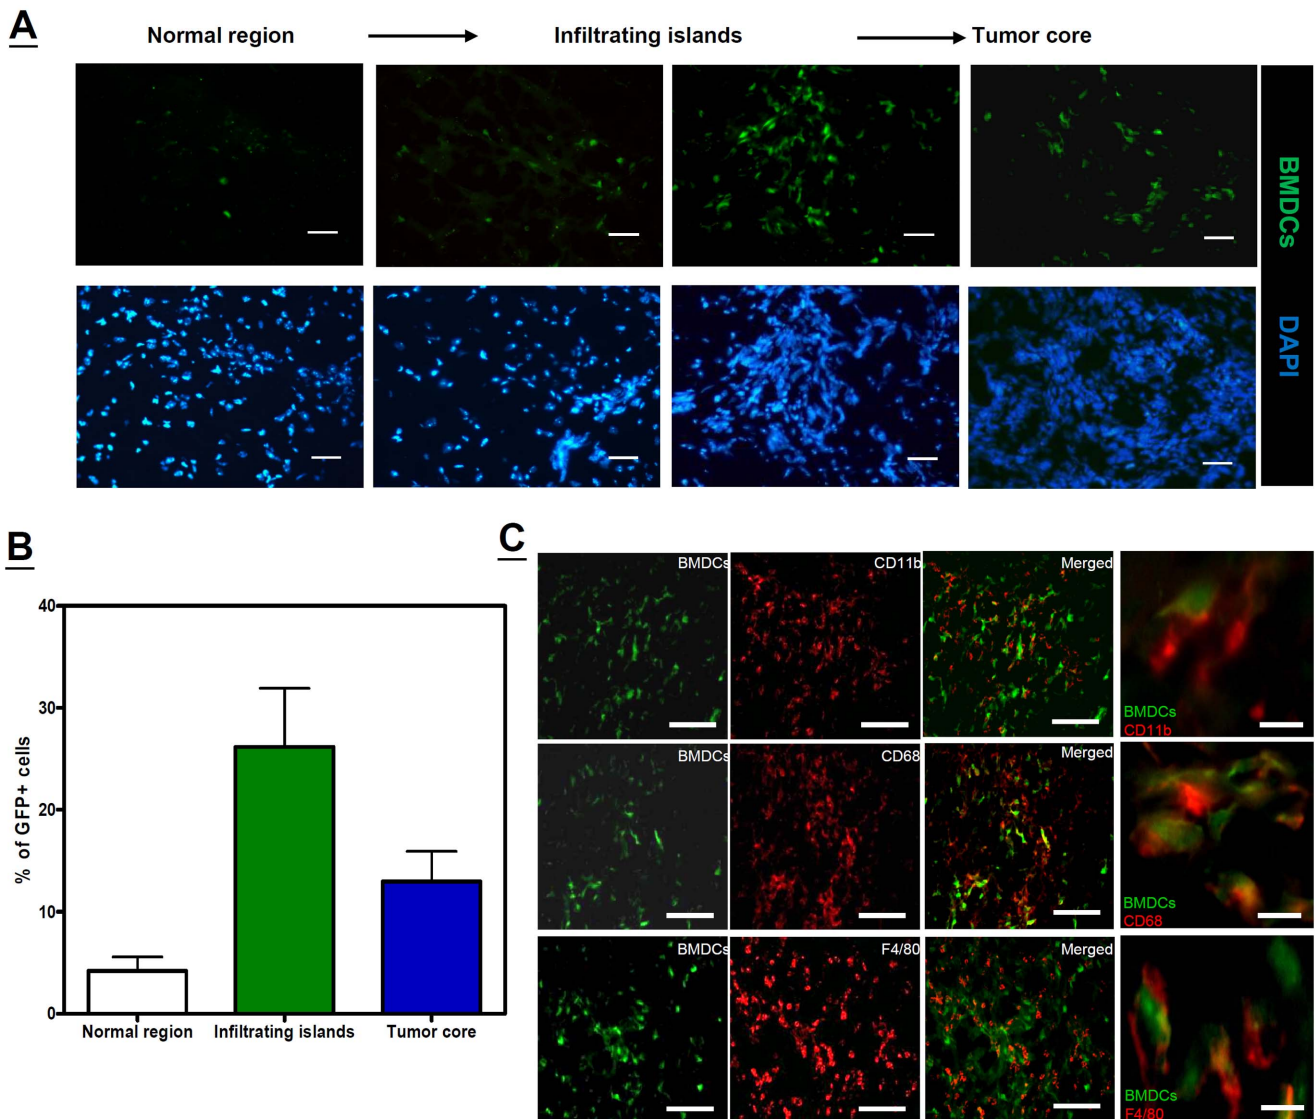 A
Normal region
Infiltrating islands
Tumor core
BMDCs
DAPI
B
40
30
20
10
0
% of GFP+ cells
Normal region
Infiltrating islands
Tumor core
C
BMDCs
CD11b
Merged
BMDCs
CD11b
BMDCs
CD68
Merged
BMDCs
CD68
BMDCs
F4/80
Merged
BMDCs
F4/80